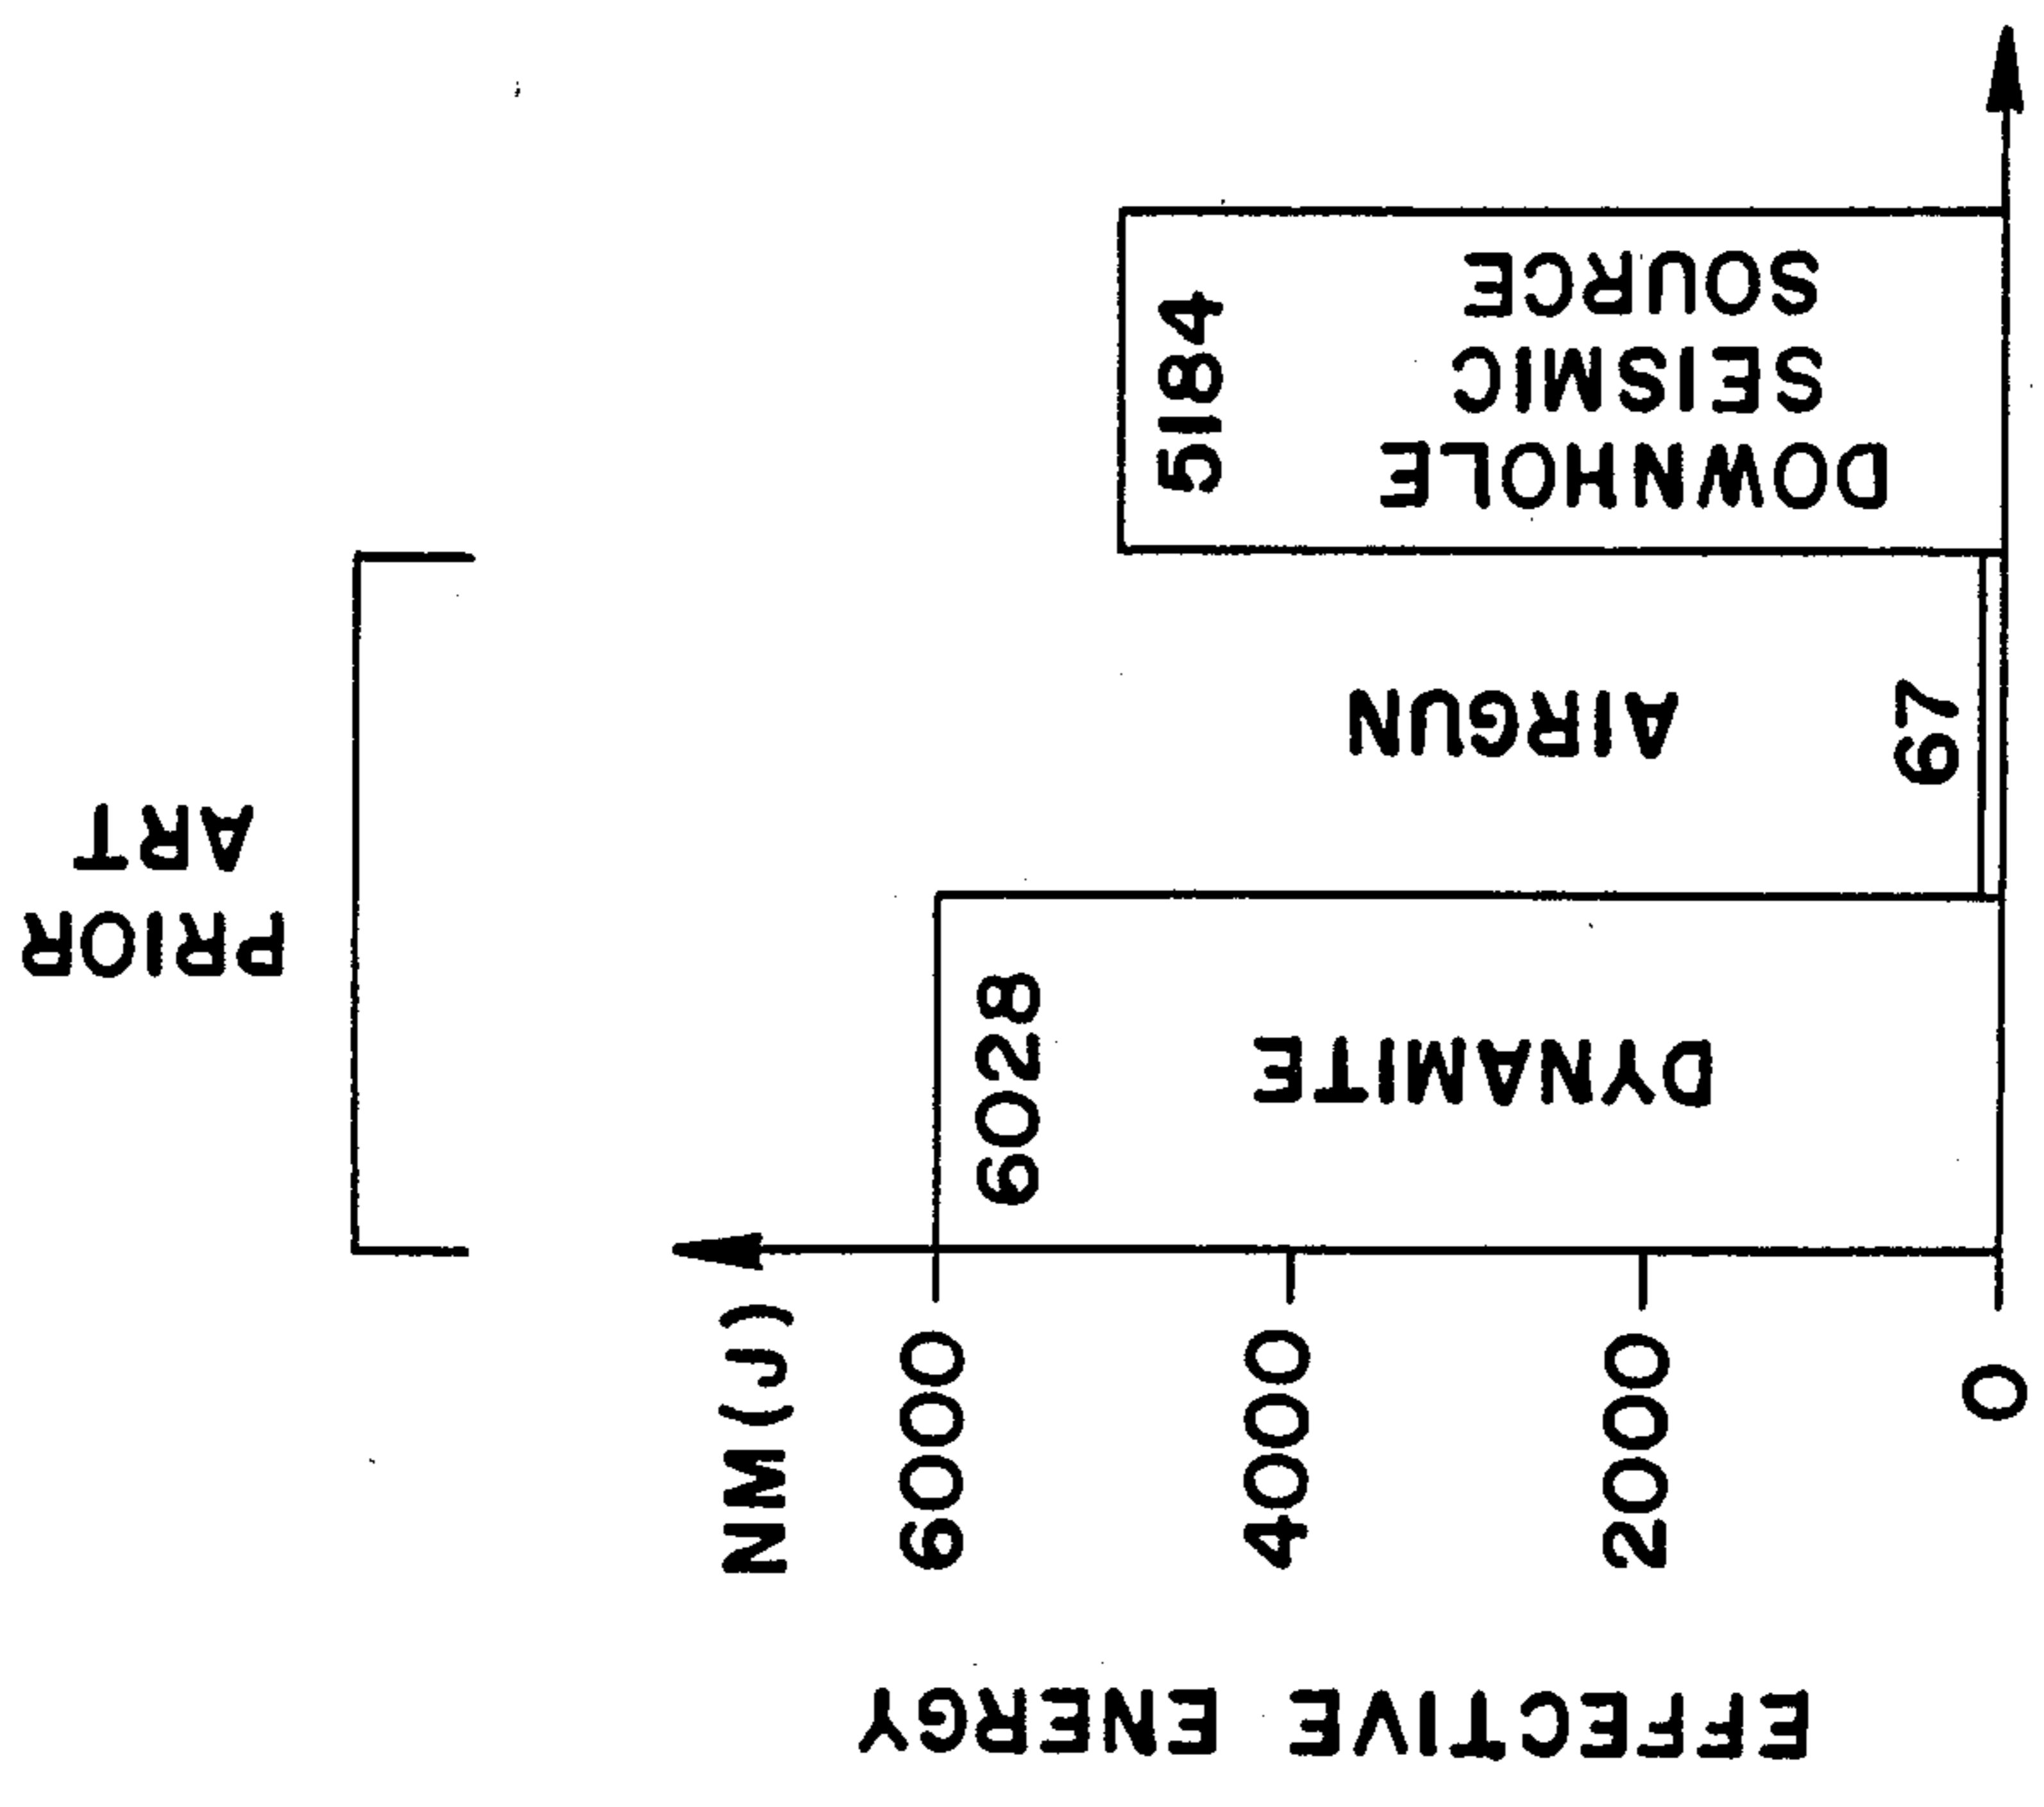 PRIOR
ART
NM(J)
6000
4000
2000
0
EFFECTIVE ENERGY
6028
DYNAMITE
AIRGUN
67
5184
DOWNHOLE
SEISMIC
SOURCE